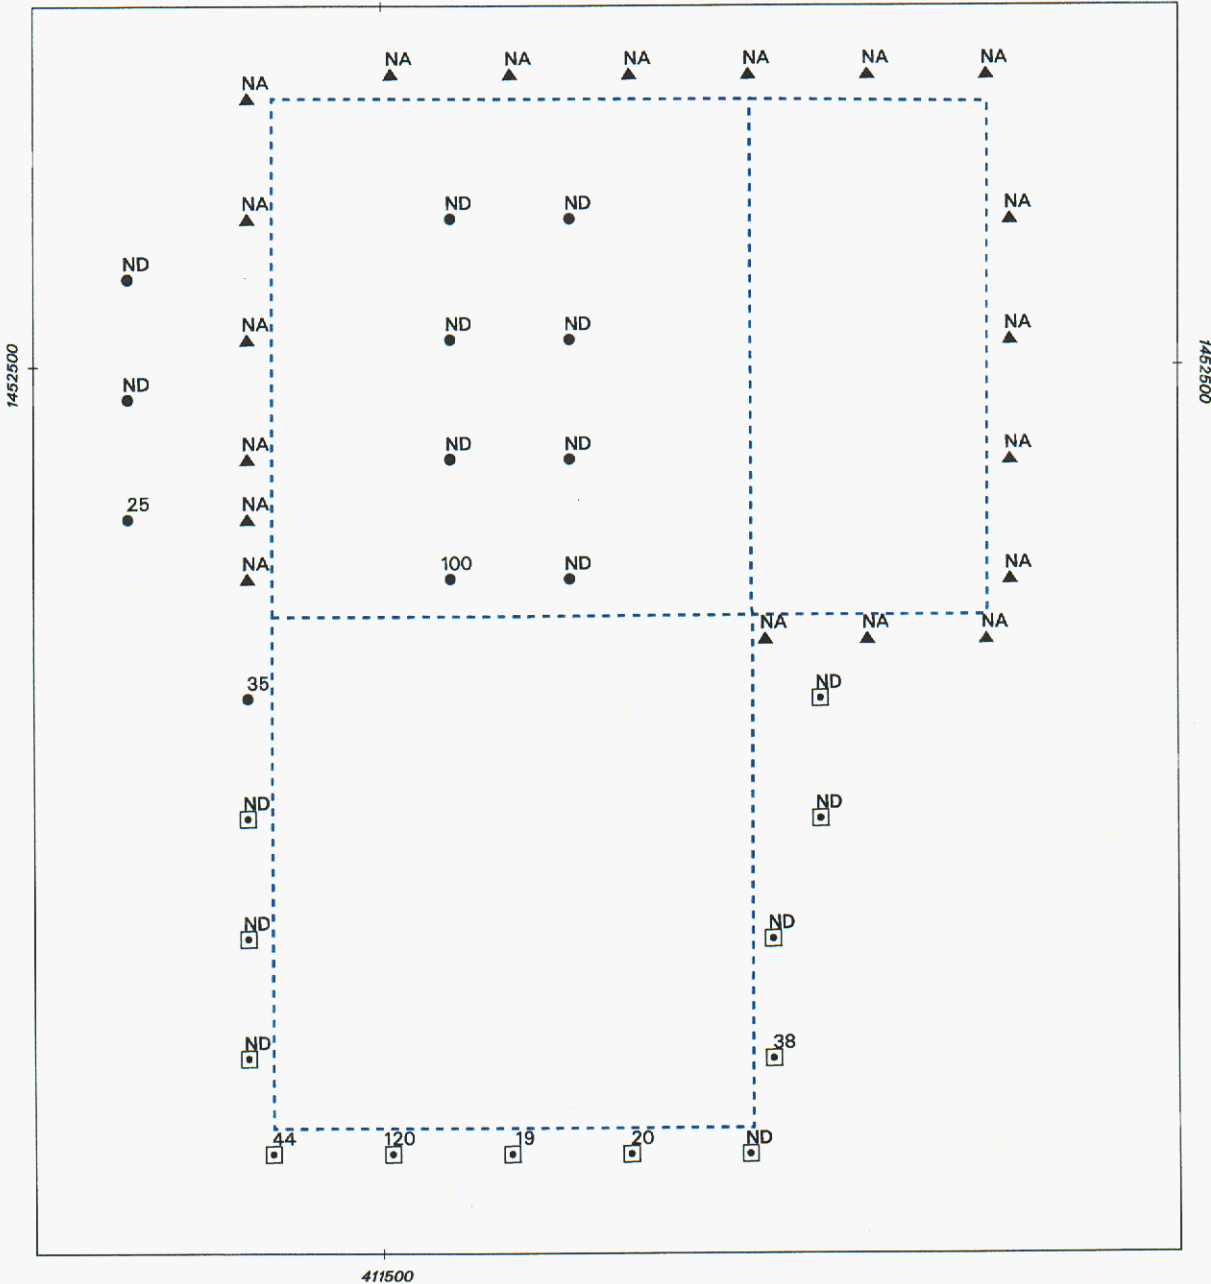 NA NA NA NA NA NA
NA
NA ND ND NA
ND
NA ND ND NA
1452500 1452500
ND
NA ND ND NA
25 NA
NA 100 ND NA
NA NA NA
35 ND
ND ND
ND ND
ND 38
44 120 19 20 ND
411500